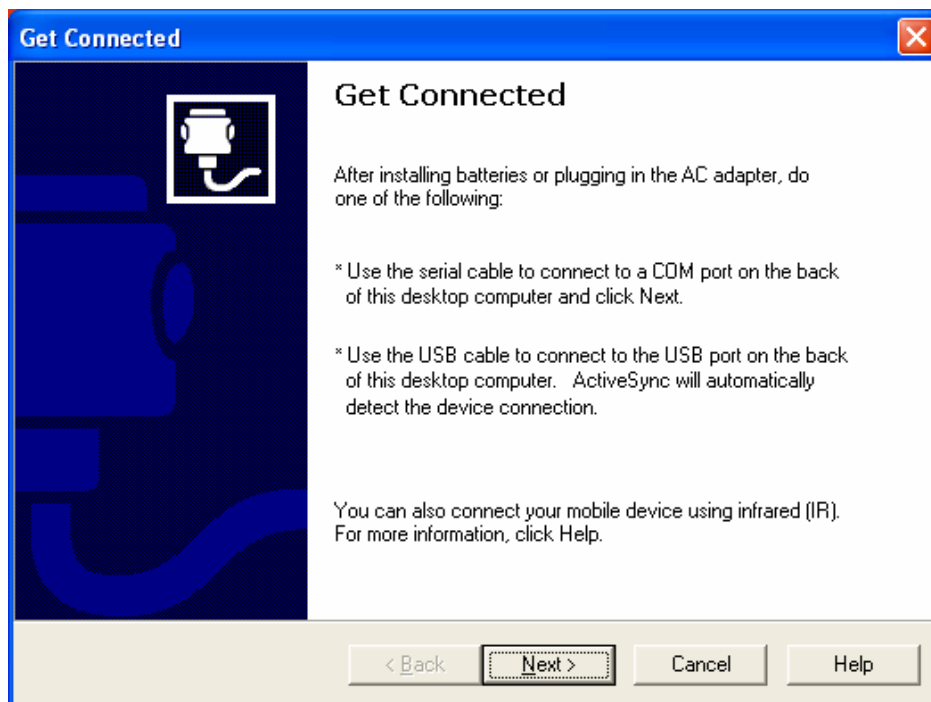 Get Connected
Get Connected
After installing batteries or plugging in the AC adapter, do
one of the following:
* Use the serial cable to connect to a COM port on the back
of this desktop computer and click Next.
* Use the USB cable to connect to the USB port on the back
of this desktop computer.   ActiveSync will automatically
detect the device connection.
You can also connect your mobile device using infrared (IR).
For more information, click Help.
< Back
Next >
Cancel
Help